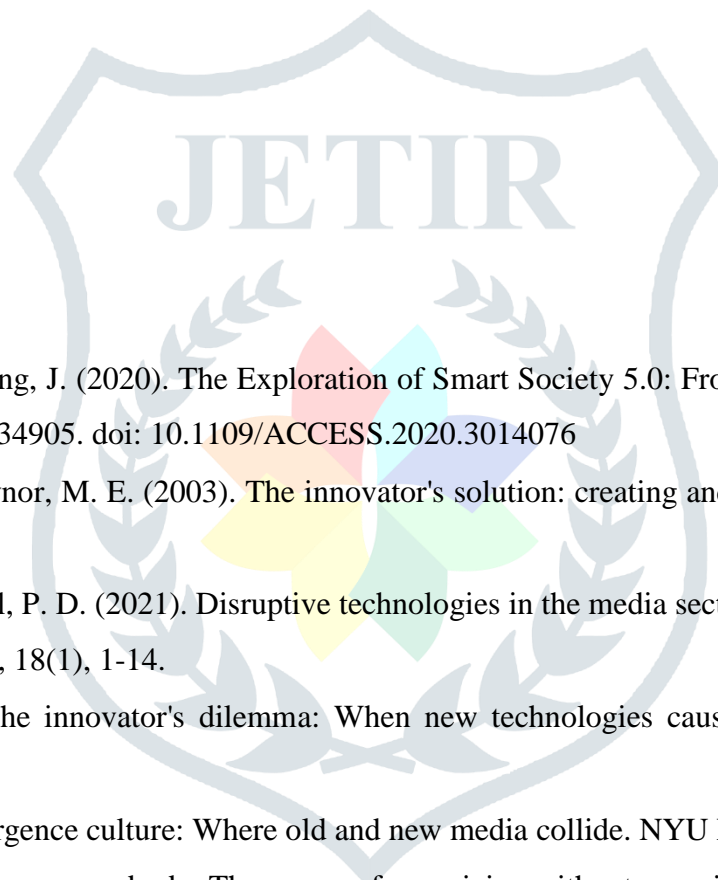 JETIR
ng, J. (2020). The Exploration of Smart Society 5.0: Fro
34905. doi: 10.1109/ACCESS.2020.3014076
nor, M. E. (2003). The innovator's solution: creating and
l, P. D. (2021). Disruptive technologies in the media sect
, 18(1), 1-14.
he innovator's dilemma: When new technologies caus
rgence culture: Where old and new media collide. NYU